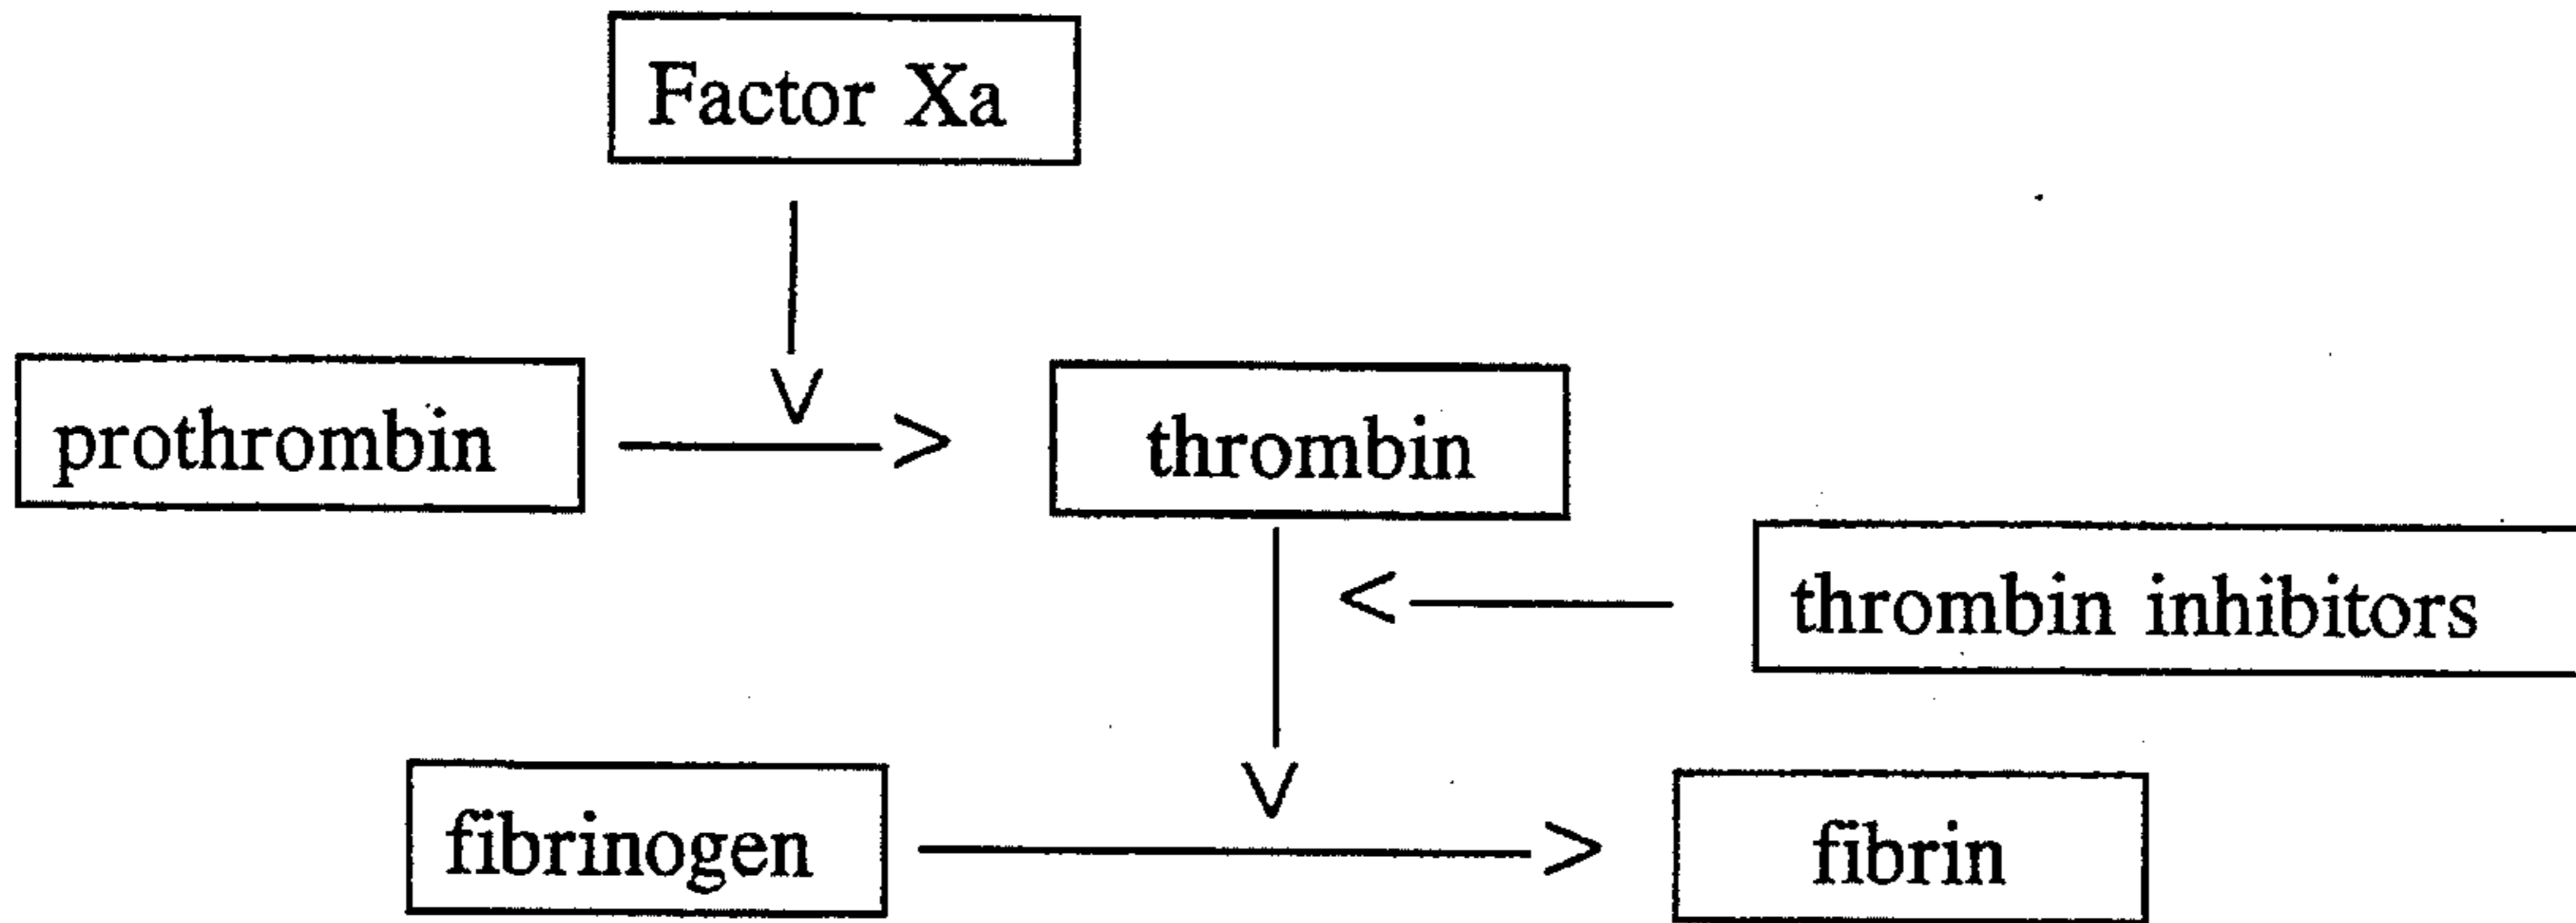 Factor Xa
prothrombin
thrombin
thrombin inhibitors
fibrinogen
fibrin